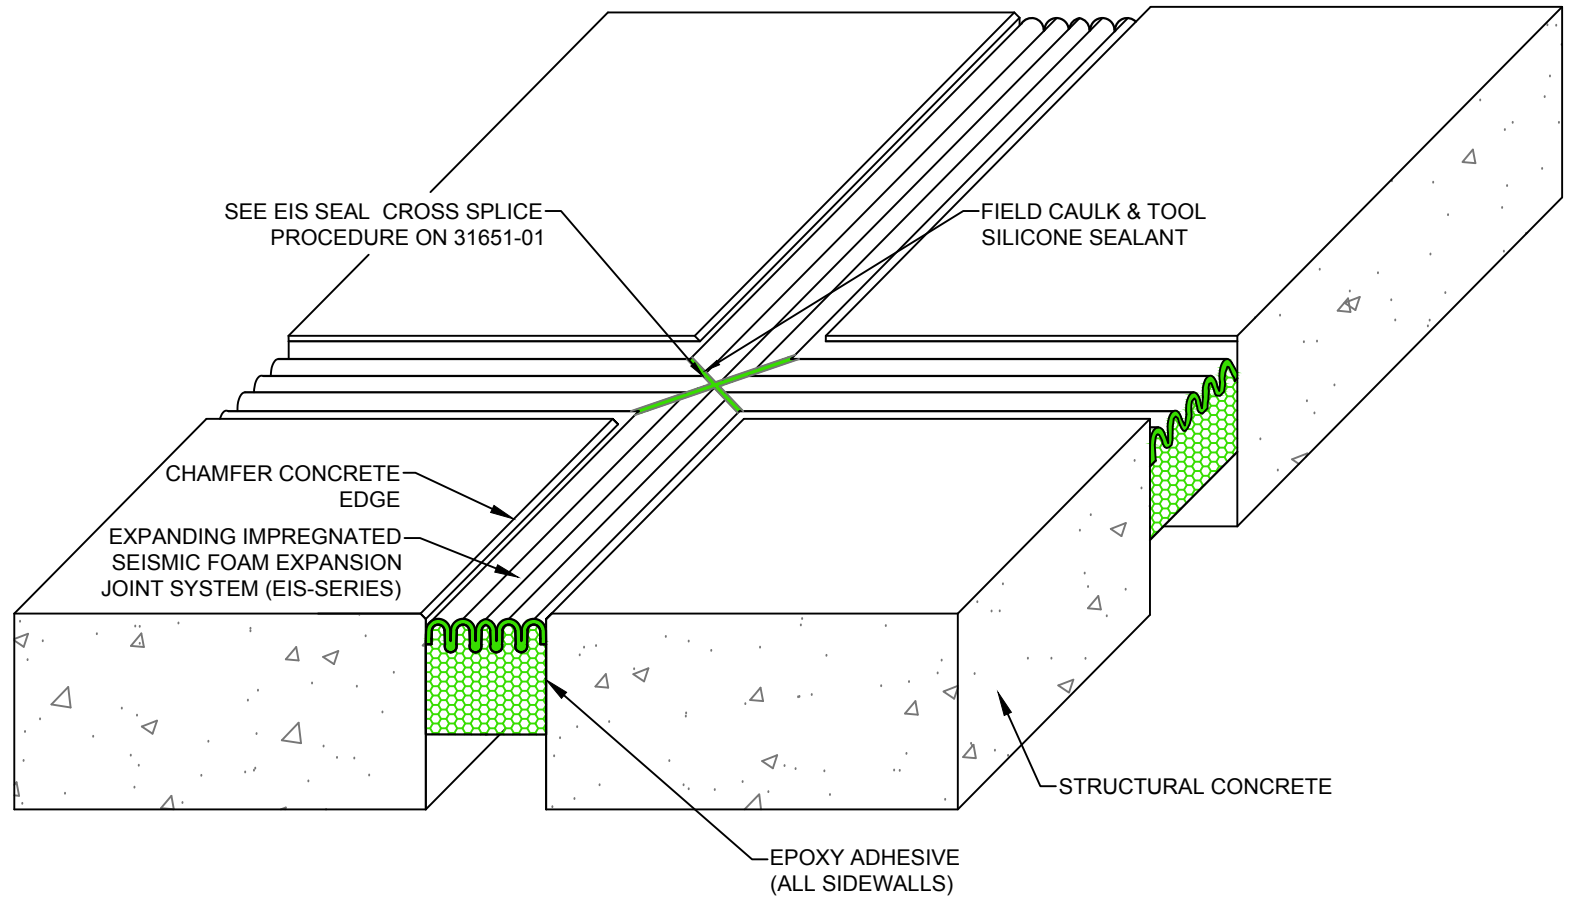 SEE EIS SEAL  CROSS SPLICE
PROCEDURE ON 31651-01
FIELD CAULK & TOOL
SILICONE SEALANT
CHAMFER CONCRETE
EDGE
EXPANDING IMPREGNATED
SEISMIC FOAM EXPANSION
JOINT SYSTEM (EIS-SERIES)
STRUCTURAL CONCRETE
EPOXY ADHESIVE
(ALL SIDEWALLS)